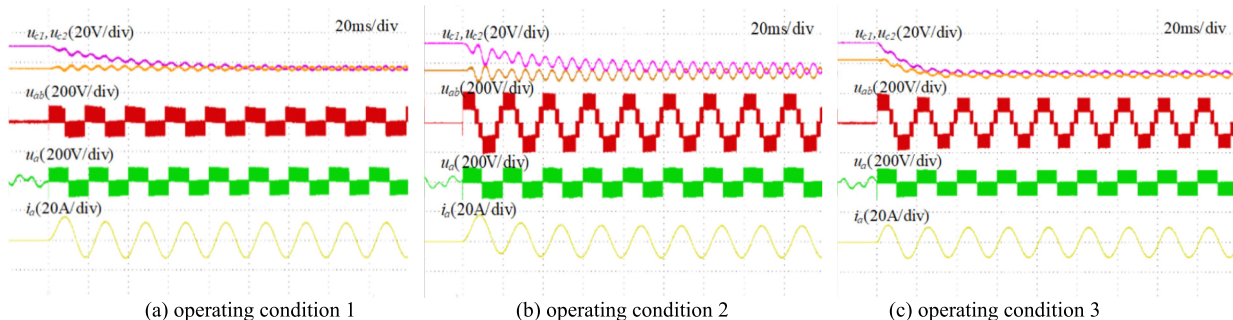 u_c1, u_c2 (20V/div) 20ms/div
u_ab (200V/div)
u_a (200V/div)
i_a (20A/div)
(a) operating condition 1
u_c1, u_c2 (20V/div) 20ms/div
u_ab (200V/div)
u_a (200V/div)
i_a (20A/div)
(b) operating condition 2
u_c1, u_c2 (20V/div) 20ms/div
u_ab (200V/div)
u_a (200V/div)
i_a (20A/div)
(c) operating condition 3